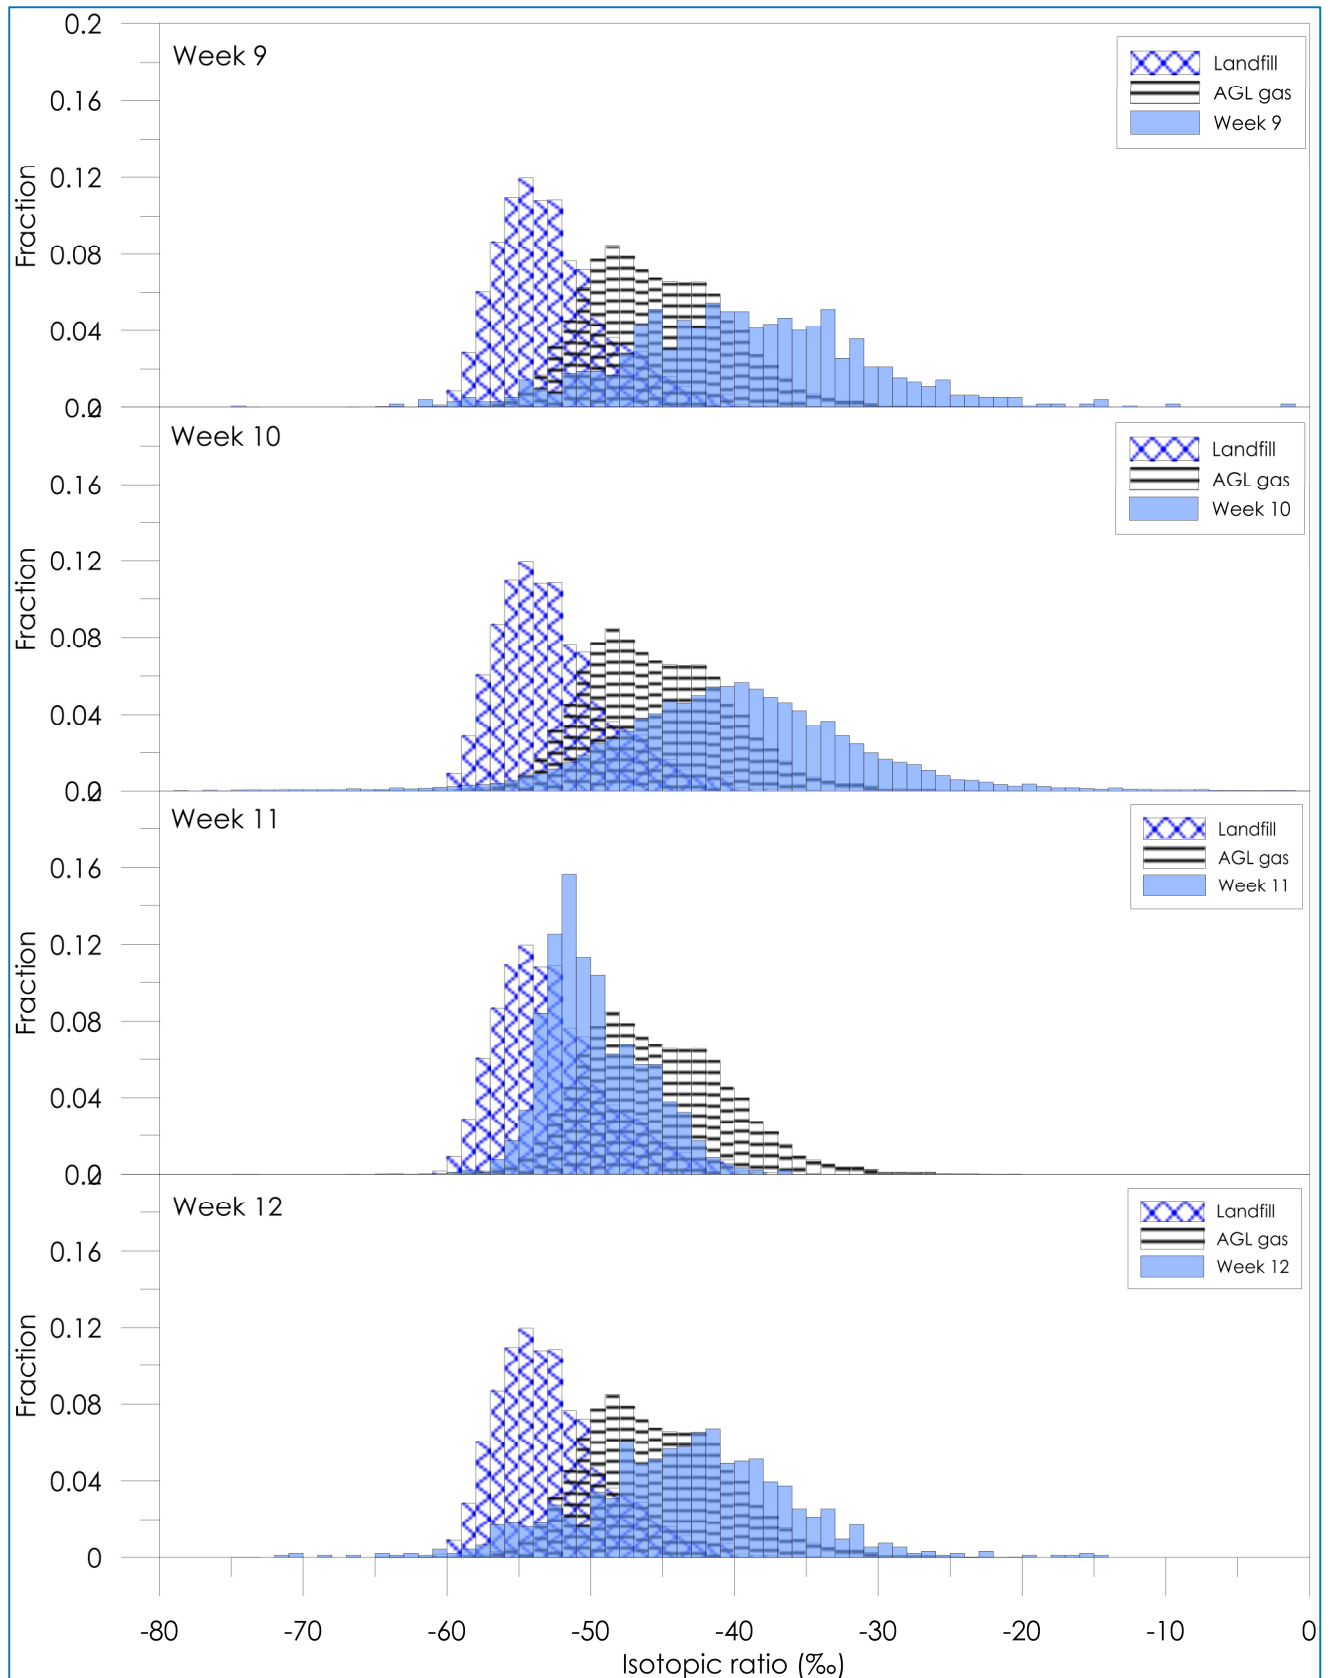 0.2
Week 9
Landfill
AGL gas
Week 9
0.16
0.12
0.08
0.04
0.0
Fraction
0.2
Week 10
Landfill
AGL gas
Week 10
0.16
0.12
0.08
0.04
0.0
Fraction
0.2
Week 11
Landfill
AGL gas
Week 11
0.16
0.12
0.08
0.04
0.0
Fraction
0.2
Week 12
Landfill
AGL gas
Week 12
0.16
0.12
0.08
0.04
0
Fraction
-80 -70 -60 -50 -40 -30 -20 -10 0
Isotopic ratio (‰)